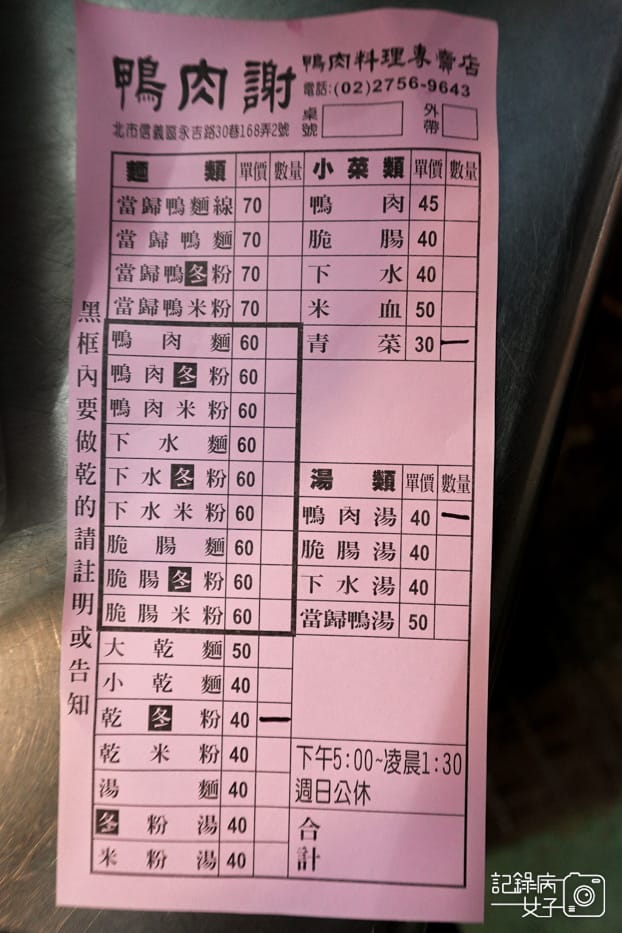 鴨肉謝 鴨肉料理專賣店
電話:(02)2756-9643
北市信義區永吉路30巷168弄2號
桌號 外帶
麵類 單價 數量 小菜類 單價 數量
當歸鴨麵線 70 鴨肉 45
當歸鴨麵 70 脆腸 40
當歸鴨冬粉 70 下水 40
當歸鴨米粉 70 米血 50
鴨肉麵 60 青菜 30 一
鴨肉冬粉 60
鴨肉米粉 60
下水麵 60
下水冬粉 60 湯類 單價 數量
下水米粉 60 鴨肉湯 40 一
脆腸麵 60 脆腸湯 40
脆腸冬粉 60 下水湯 40
脆腸米粉 60 當歸鴨湯 50
大乾麵 50
小乾麵 40
乾冬粉 40 一
乾米粉 40 下午5:00~凌晨1:30
湯麵 40 週日公休
冬粉湯 40 合計
米粉湯 40
黑框內要做乾的請註明或告知
記錄病女子